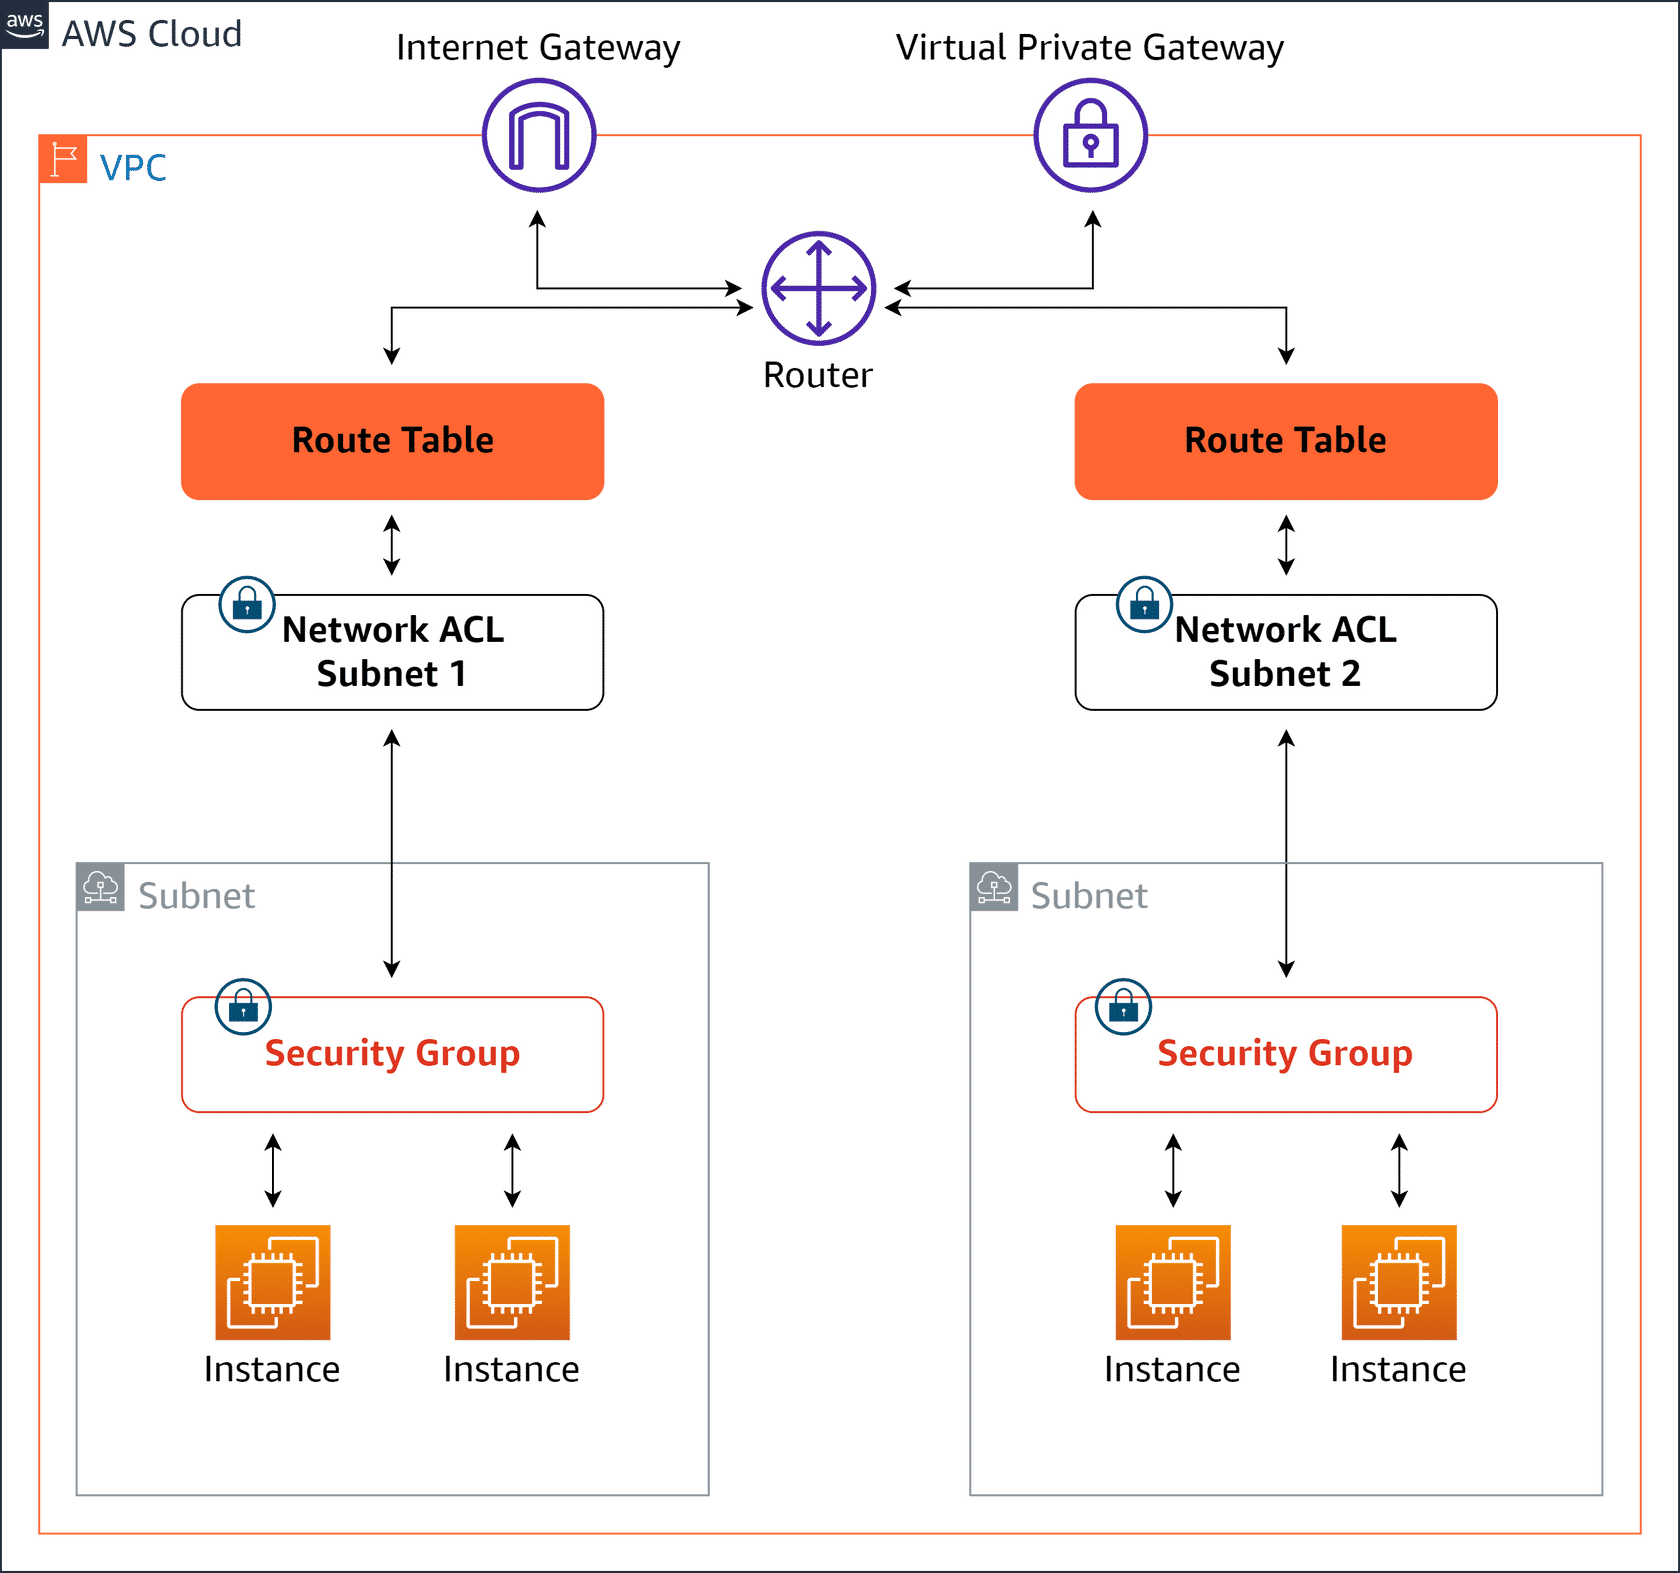 aws
AWS Cloud
Internet Gateway
Virtual Private Gateway
VPC
Router
Route Table
Route Table
Network ACL
Subnet 1
Network ACL
Subnet 2
Subnet
Subnet
Security Group
Security Group
Instance
Instance
Instance
Instance